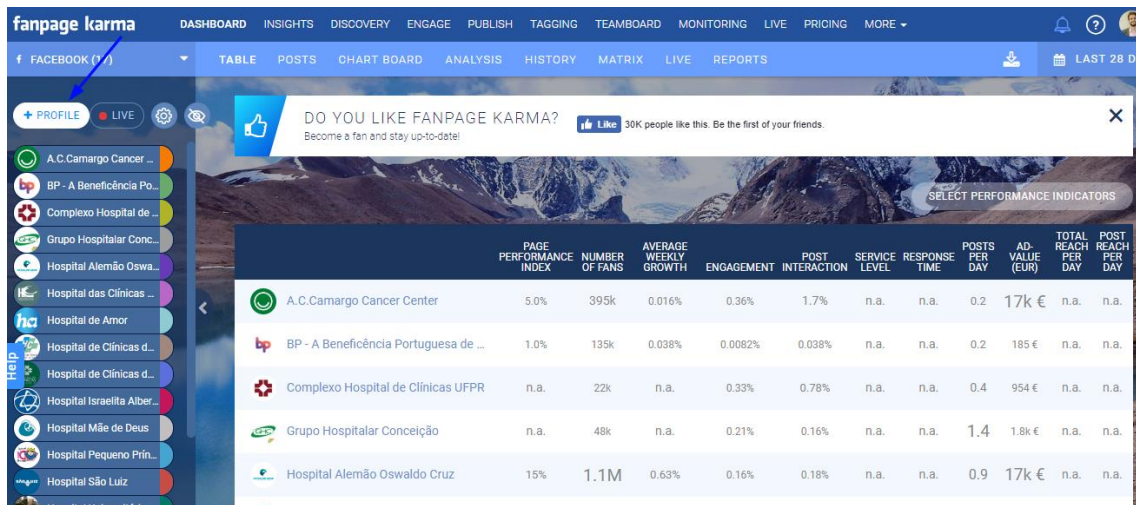 fanpage karma
DASHBOARD INSIGHTS DISCOVERY ENGAGE PUBLISH TAGGING TEAMBOARD MONITORING LIVE PRICING MORE
?
f FACEBOOK (17)
TABLE POSTS CHART BOARD ANALYSIS HISTORY MATRIX LIVE REPORTS
LAST 28 D
+ PROFILE
LIVE
DO YOU LIKE FANPAGE KARMA?
Become a fan and stay up-to-date!
Like 30K people like this. Be the first of your friends.
SELECT PERFORMANCE INDICATORS
A.C.Camargo Cancer ...
bp BP - A Beneficência Po...
Complexo Hospital de ...
GHC Grupo Hospitalar Conc...
Hospital Alemão Oswa...
Hospital das Clínicas ...
ha Hospital de Amor
Hospital de Clínicas d...
Hospital de Clínicas d...
Hospital Israelita Alber...
Hospital Mãe de Deus
Hospital Pequeno Prín...
Hospital São Luiz
Help
PAGE PERFORMANCE INDEX
NUMBER OF FANS
AVERAGE WEEKLY GROWTH
ENGAGEMENT
POST INTERACTION
SERVICE LEVEL
RESPONSE TIME
POSTS PER DAY
AD-VALUE (EUR)
TOTAL REACH PER DAY
POST REACH PER DAY
A.C.Camargo Cancer Center 5.0% 395k 0.016% 0.36% 1.7% n.a. n.a. 0.2 17k € n.a. n.a.
bp BP - A Beneficência Portuguesa de ... 1.0% 135k 0.038% 0.0082% 0.038% n.a. n.a. 0.2 185 € n.a. n.a.
Complexo Hospital de Clínicas UFPR n.a. 22k n.a. 0.33% 0.78% n.a. n.a. 0.4 954 € n.a. n.a.
GHC Grupo Hospitalar Conceição n.a. 48k n.a. 0.21% 0.16% n.a. n.a. 1.4 1.8k € n.a. n.a.
Hospital Alemão Oswaldo Cruz 15% 1.1M 0.63% 0.16% 0.18% n.a. n.a. 0.9 17k € n.a. n.a.